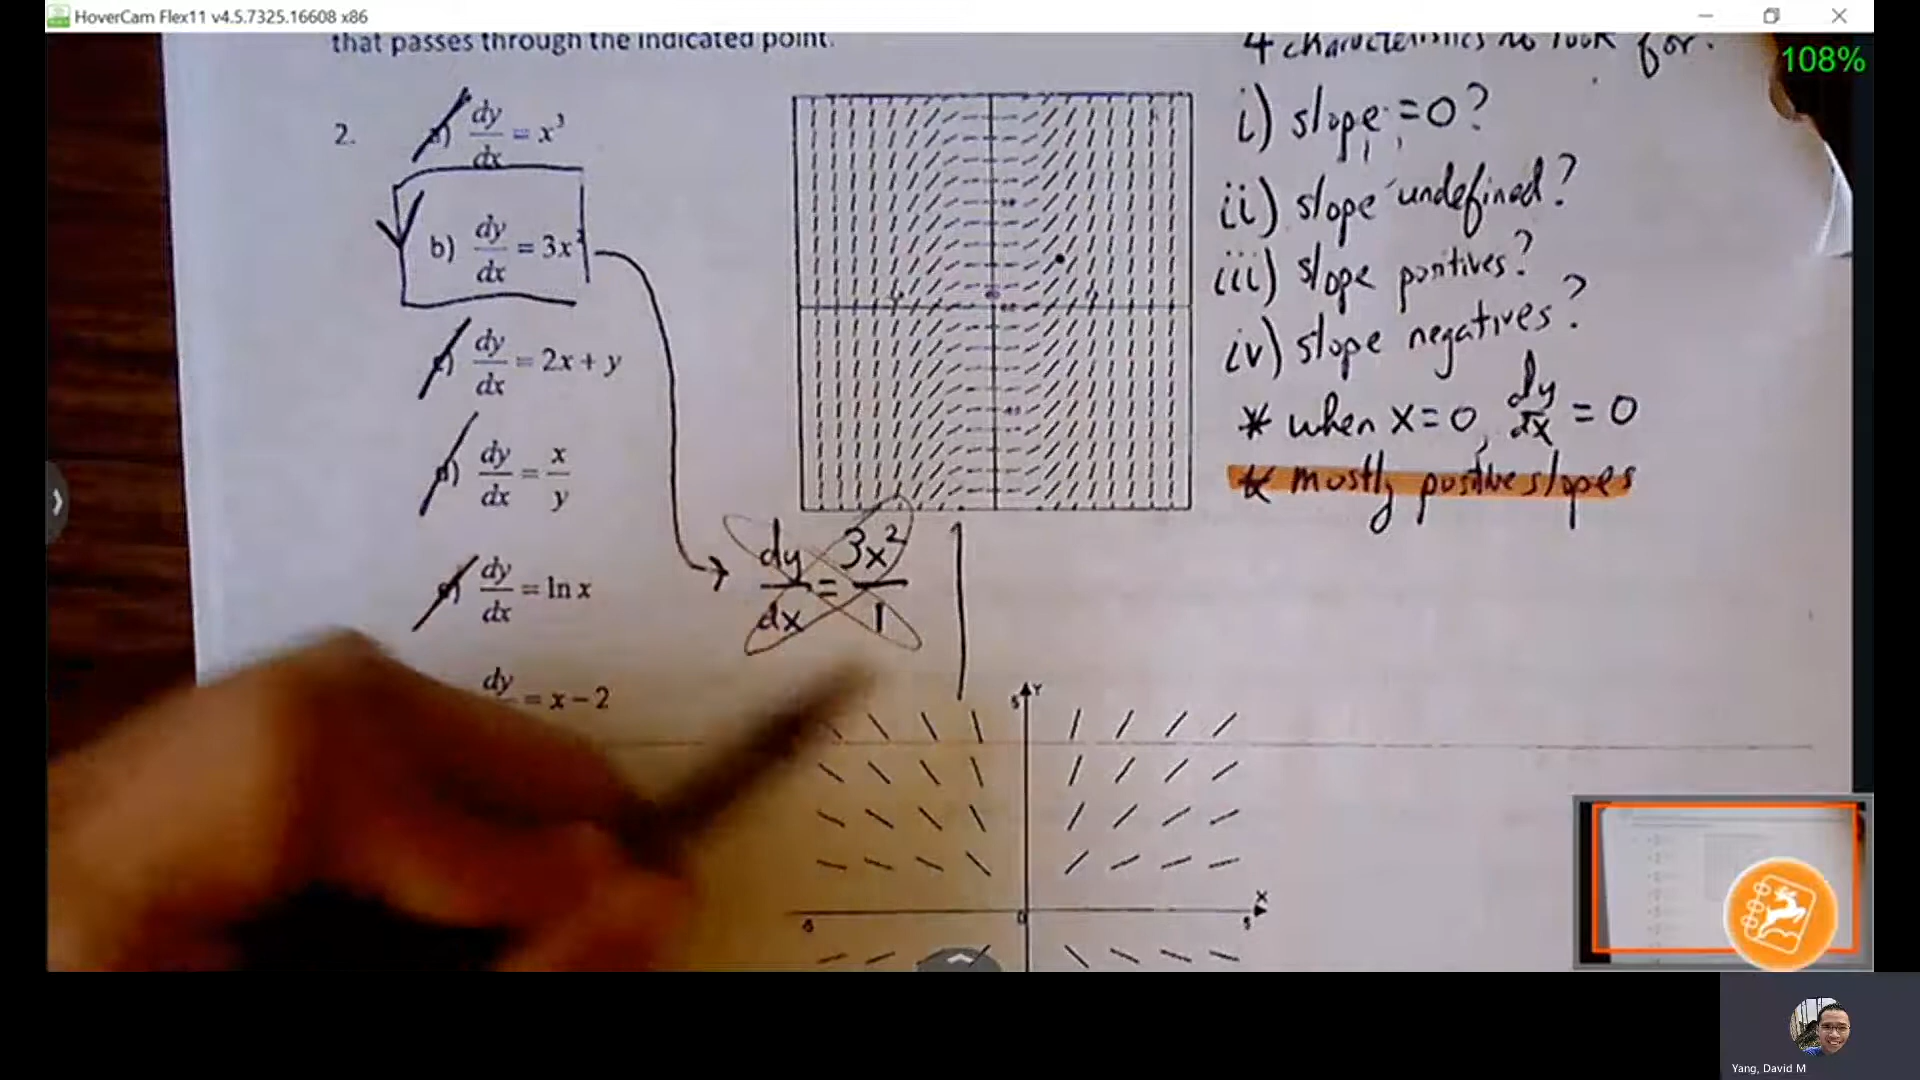 HoverCam Flex11 v4.5.7325.16608 x86
that passes through the indicated point.
108%
2.
dy/dx = x³
b) dy/dx = 3x²
dy/dx = 2x + y
dy/dx = x/y
dy/dx = ln x
dy = x - 2
4 characteristics to look for:
i) slope = 0?
ii) slope undefined?
iii) slope positives?
iv) slope negatives?
* when x = 0, dy/dx = 0
* mostly positive slopes
dy/dx = 3x²/1
5 Y
X
0
5
Yang, David M